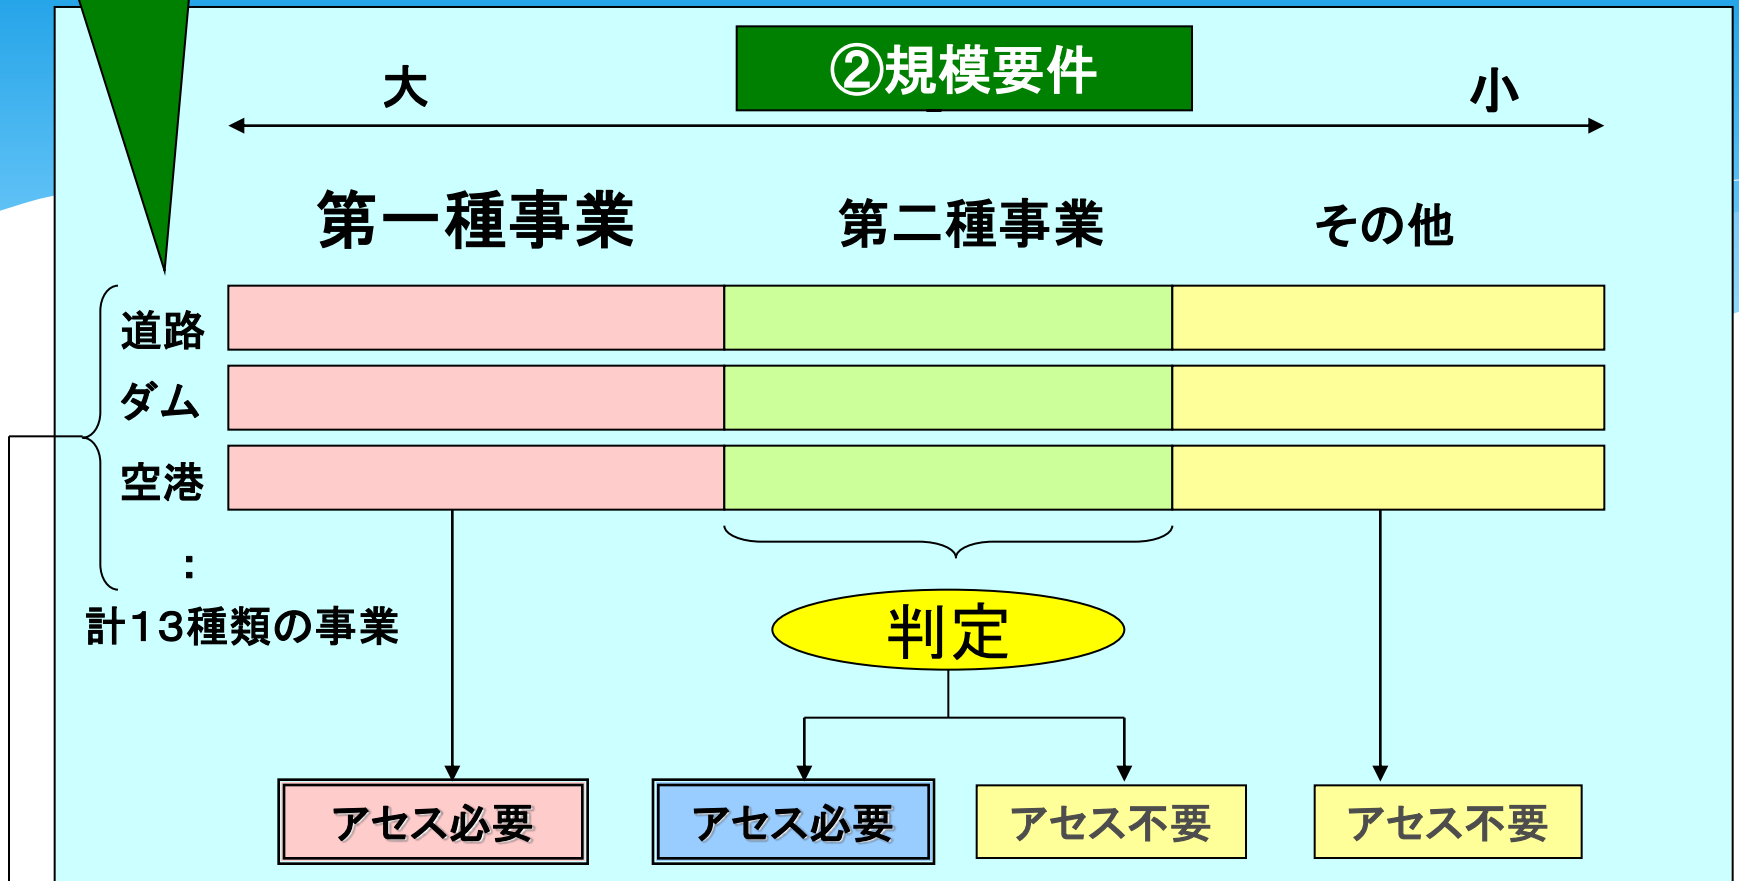 ②規模要件
大
小
第一種事業
第二種事業
その他
道路
ダム
空港
：
計13種類の事業
判定
アセス必要
アセス必要
アセス不要
アセス不要